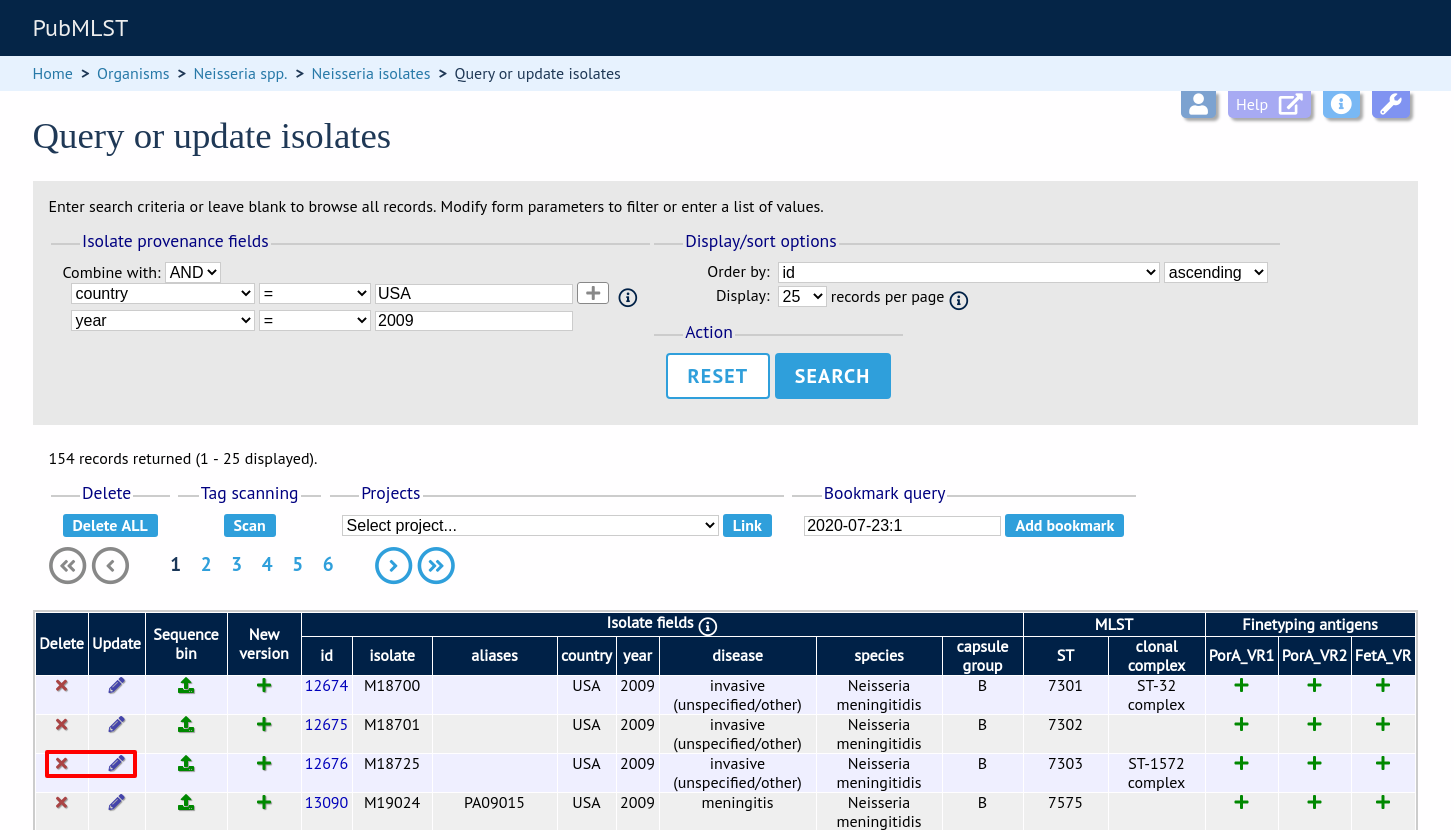 PubMLST
Home > Organisms > Neisseria spp. > Neisseria isolates > Query or update isolates
Help
Query or update isolates
Enter search criteria or leave blank to browse all records. Modify form parameters to filter or enter a list of values.
Isolate provenance fields
Combine with: AND
country = USA
year = 2009
Display/sort options
Order by: id ascending
Display: 25 records per page
Action
RESET SEARCH
154 records returned (1 - 25 displayed).
Delete Tag scanning Projects Bookmark query
Delete ALL Scan Select project... Link 2020-07-23:1 Add bookmark
1 2 3 4 5 6
Delete Update Sequence bin New version Isolate fields MLST Finetyping antigens
id isolate aliases country year disease species capsule group ST clonal complex PorA_VR1 PorA_VR2 FetA_VR
12674 M18700 USA 2009 invasive Neisseria B 7301 ST-32
(unspecified/other) meningitidis complex
12675 M18701 USA 2009 invasive Neisseria B 7302
(unspecified/other) meningitidis
12676 M18725 USA 2009 invasive Neisseria B 7303 ST-1572
(unspecified/other) meningitidis complex
13090 M19024 PA09015 USA 2009 meningitis Neisseria B 7575
meningitidis